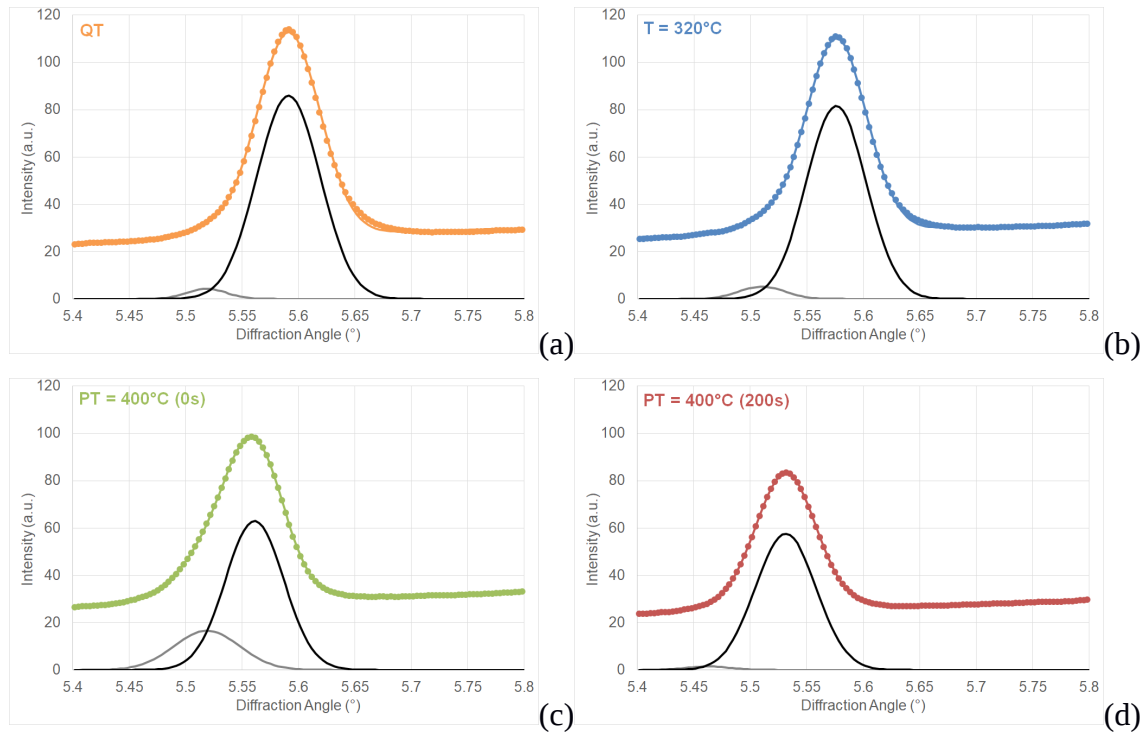 QT
Intensity (a.u.)
120
100
80
60
40
20
0
5.4 5.45 5.5 5.55 5.6 5.65 5.7 5.75 5.8
Diffraction Angle (°)
(a)
T = 320°C
Intensity (a.u.)
120
100
80
60
40
20
0
5.4 5.45 5.5 5.55 5.6 5.65 5.7 5.75 5.8
Diffraction Angle (°)
(b)
PT = 400°C (0s)
Intensity (a.u.)
120
100
80
60
40
20
0
5.4 5.45 5.5 5.55 5.6 5.65 5.7 5.75 5.8
Diffraction Angle (°)
(c)
PT = 400°C (200s)
Intensity (a.u.)
120
100
80
60
40
20
0
5.4 5.45 5.5 5.55 5.6 5.65 5.7 5.75 5.8
Diffraction Angle (°)
(d)